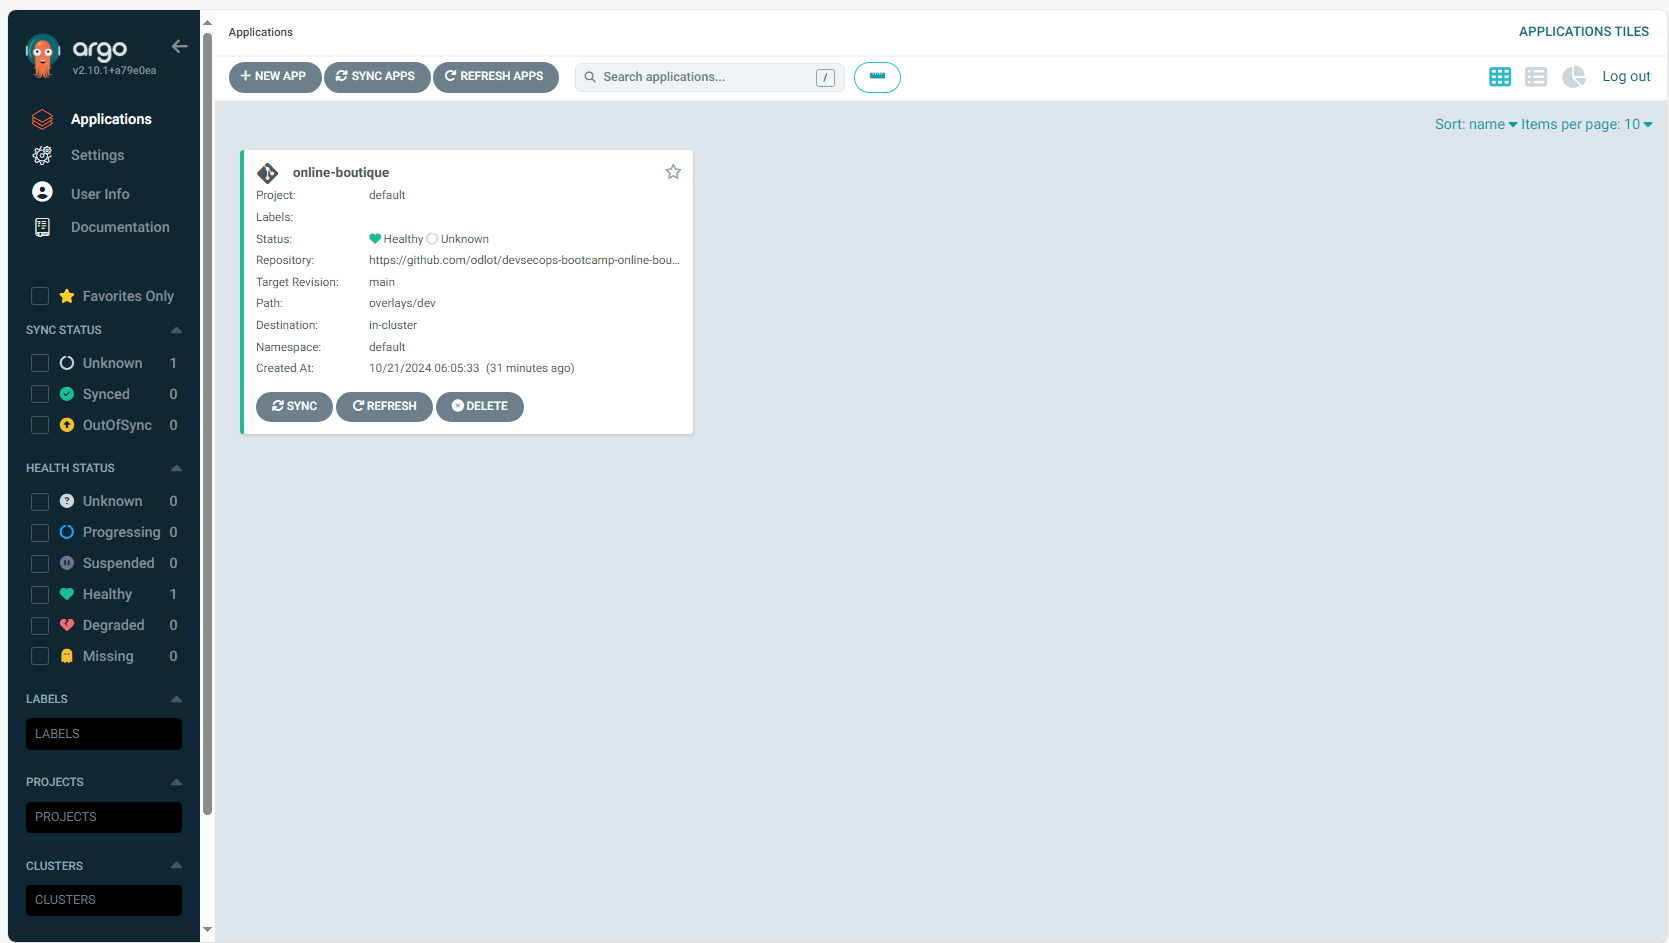 argo
v2.10.1+a79e0ea
Applications
Settings
User Info
Documentation
Favorites Only
SYNC STATUS
Unknown 1
Synced 0
OutOfSync 0
HEALTH STATUS
Unknown 0
Progressing 0
Suspended 0
Healthy 1
Degraded 0
Missing 0
LABELS
LABELS
PROJECTS
PROJECTS
CLUSTERS
CLUSTERS
Applications
APPLICATIONS TILES
+ NEW APP SYNC APPS REFRESH APPS Search applications... / Log out
Sort: name Items per page: 10
online-boutique
Project: default
Labels:
Status: Healthy Unknown
Repository: https://github.com/odlot/devsecops-bootcamp-online-bou...
Target Revision: main
Path: overlays/dev
Destination: in-cluster
Namespace: default
Created At: 10/21/2024 06:05:33 (31 minutes ago)
SYNC REFRESH DELETE